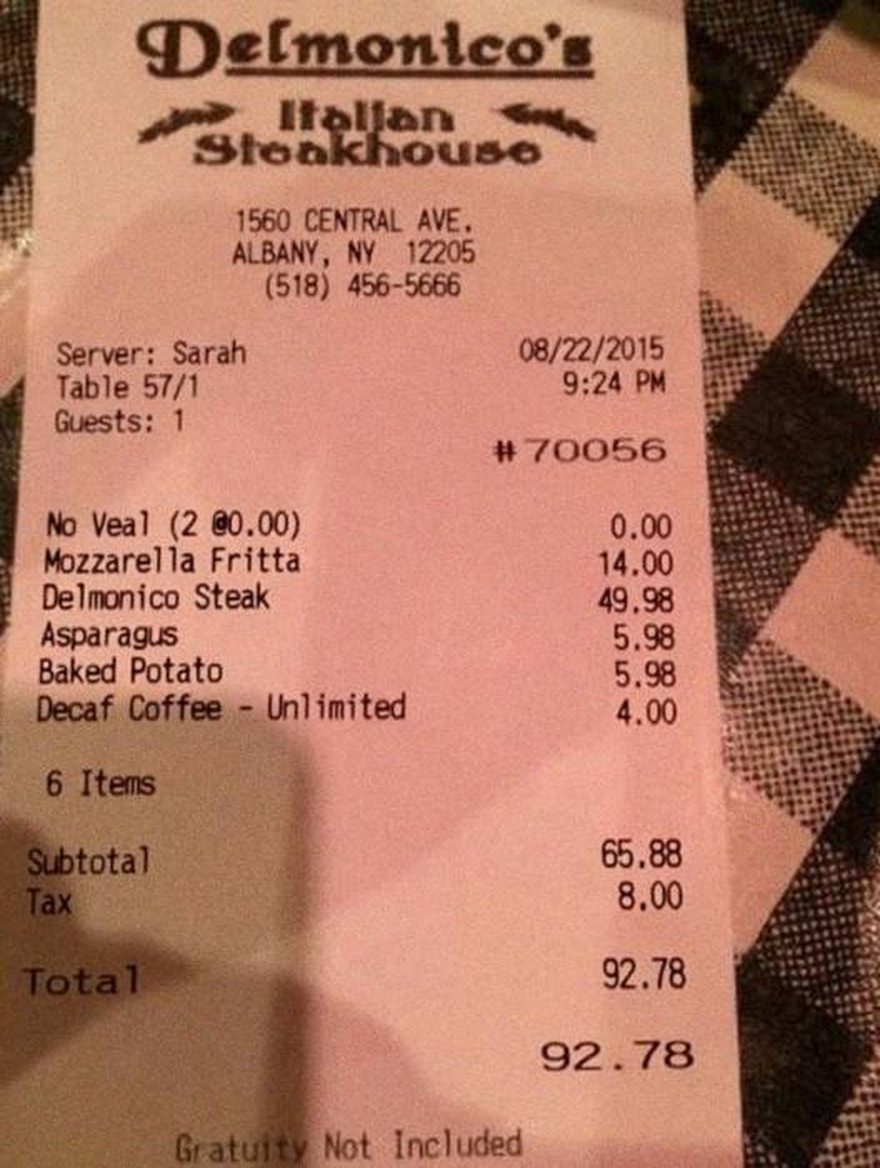 Delmonico's
Italian
Steakhouse
1560 CENTRAL AVE.
ALBANY, NY 12205
(518) 456-5666
Server: Sarah 08/22/2015
Table 57/1 9:24 PM
Guests: 1
#70056
No Veal (2 @0.00) 0.00
Mozzarella Fritta 14.00
Delmonico Steak 49.98
Asparagus 5.98
Baked Potato 5.98
Decaf Coffee - Unlimited 4.00
6 Items
Subtotal 65.88
Tax 8.00
Total 92.78
92.78
Gratuity Not Included